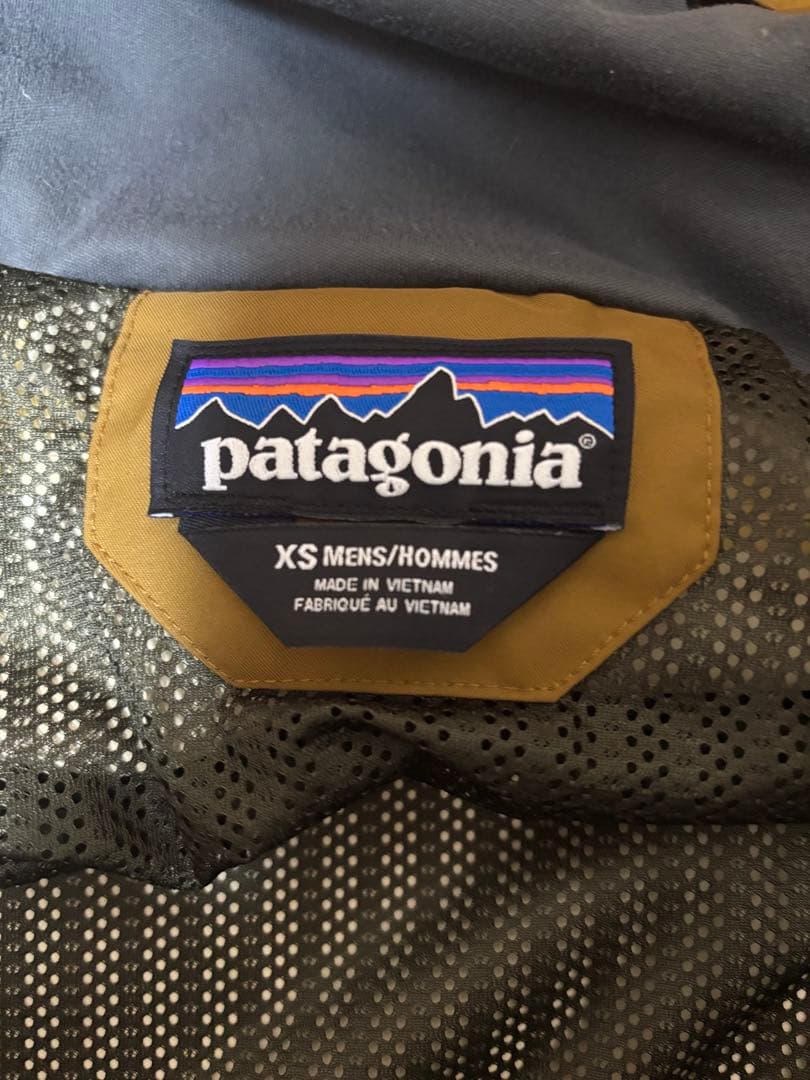 patagonia®
XS MENS/HOMMES
MADE IN VIETNAM
FABRIQUÉ AU VIETNAM